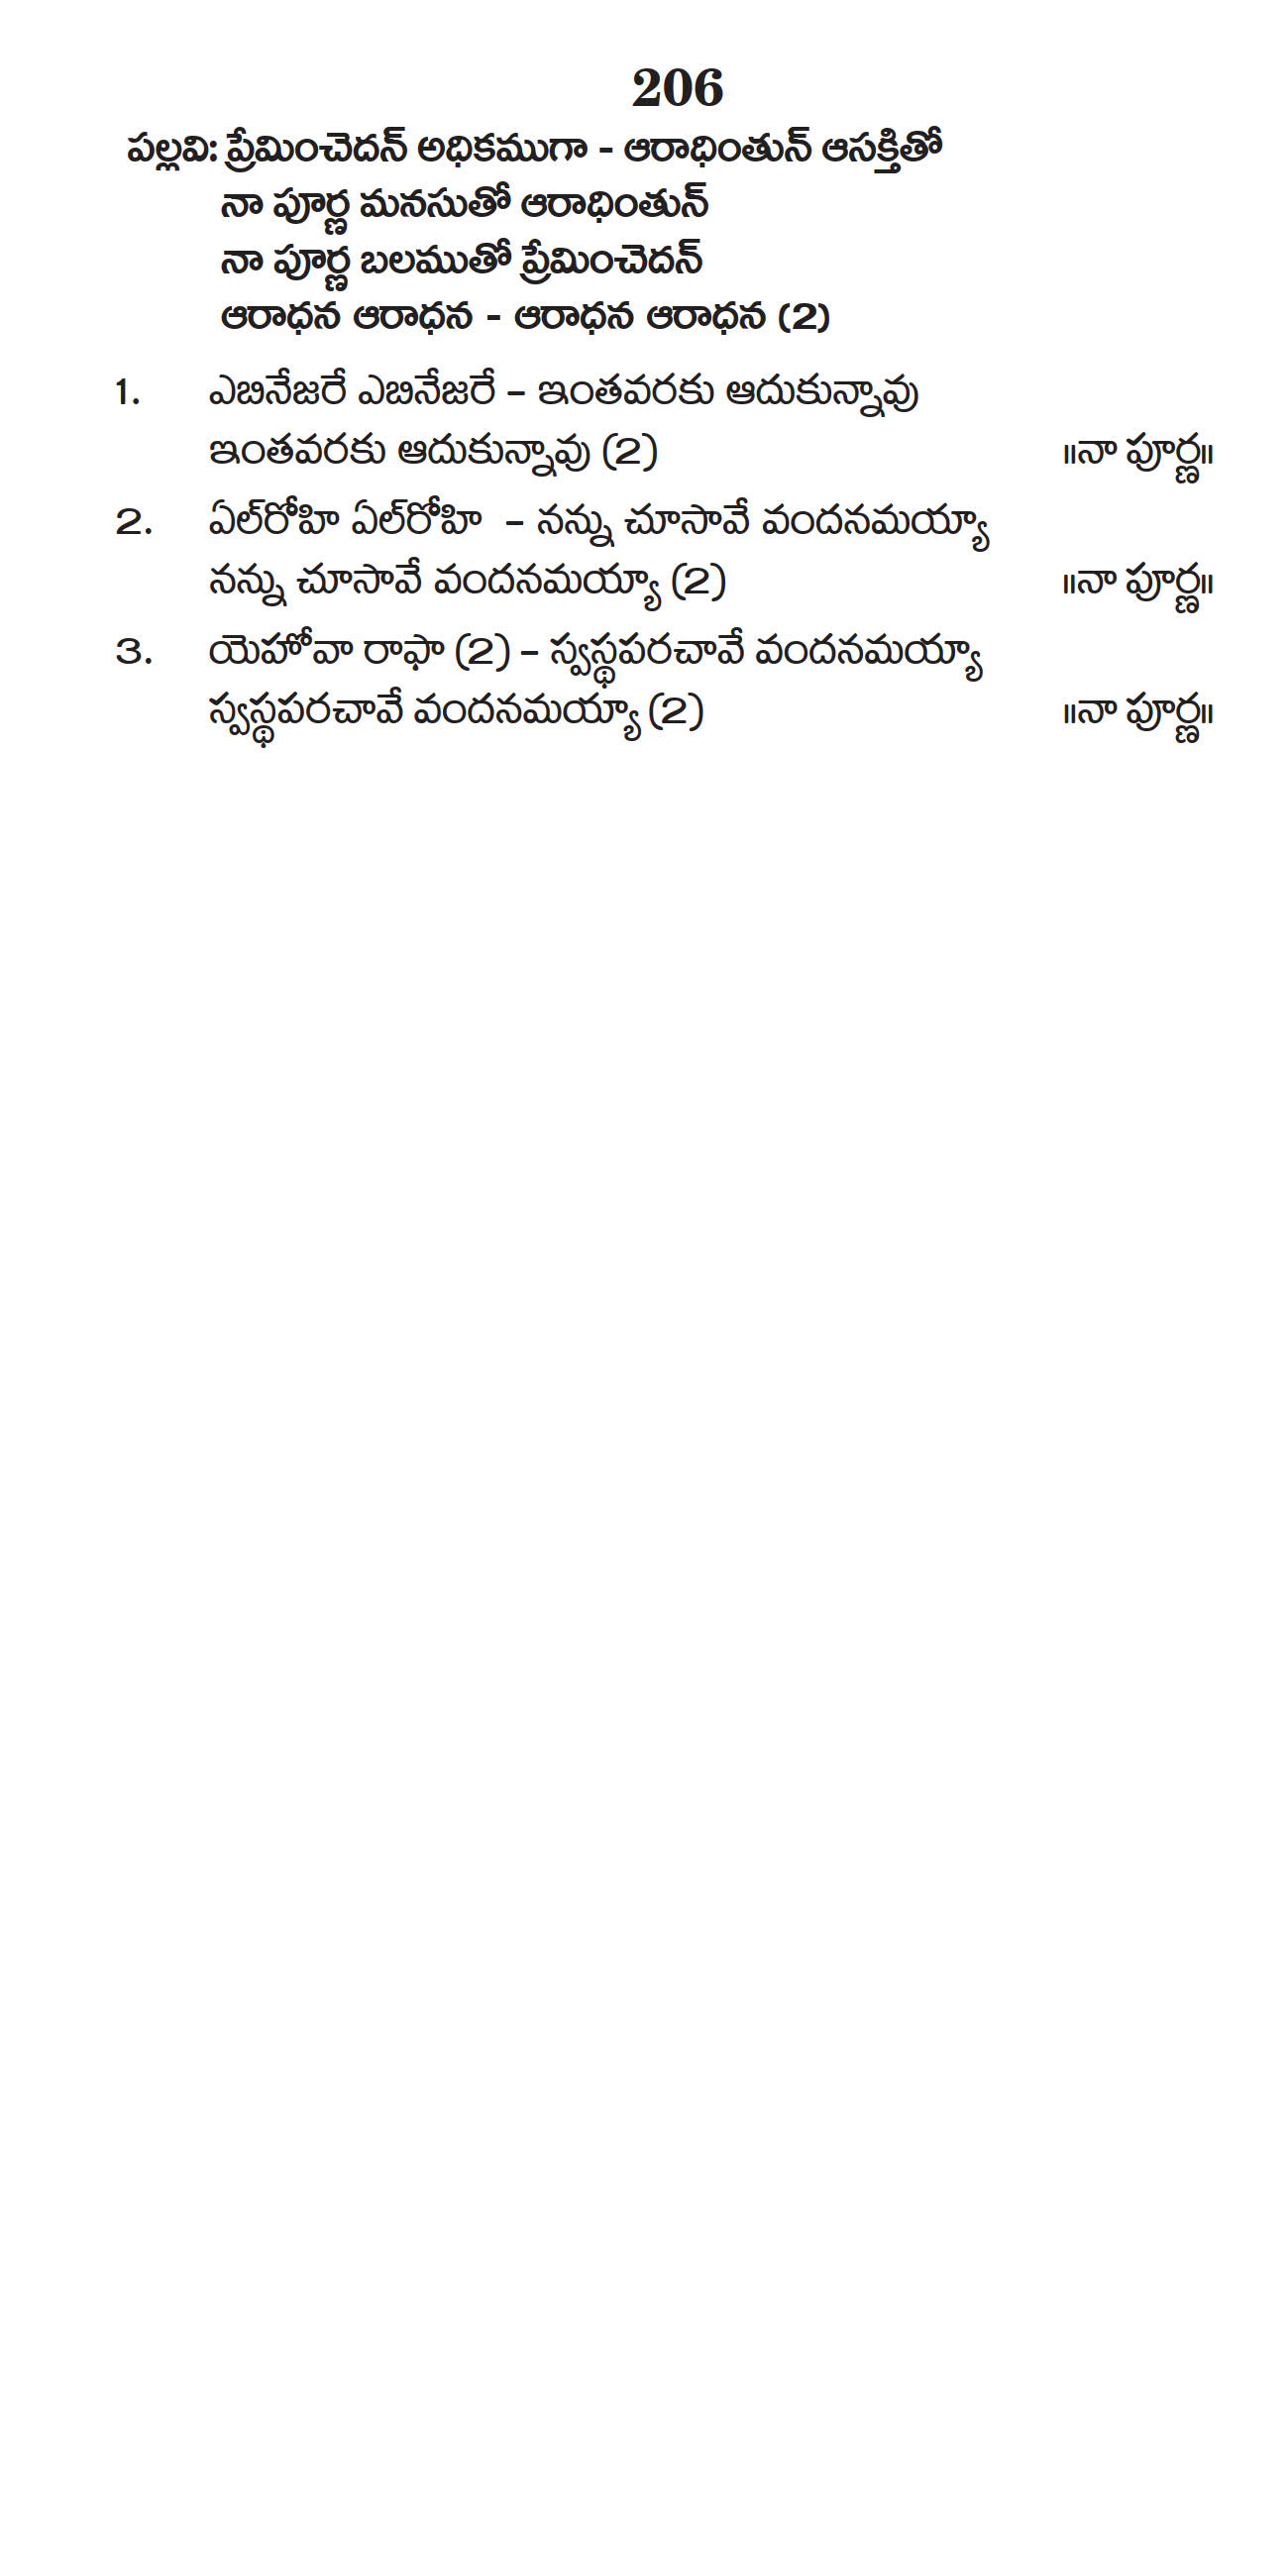 206
పల్లవి: ప్రేమించెదన్ అధికముగా - ఆరాధింతున్ ఆసక్తితో
నా పూర్ణ మనసుతో ఆరాధింతున్
నా పూర్ణ బలముతో ప్రేమించెదన్
ఆరాధన ఆరాధన - ఆరాధన ఆరాధన (2)
1. ఎబినేజరే ఎబినేజరే – ఇంతవరకు ఆదుకున్నావు
ఇంతవరకు ఆదుకున్నావు (2) ॥నా పూర్ణ॥
2. ఏల్‌రోహి ఏల్‌రోహి – నన్ను చూసావే వందనమయ్యా
నన్ను చూసావే వందనమయ్యా (2) ॥నా పూర్ణ॥
3. యెహోవా రాఫా (2) – స్వస్థపరచావే వందనమయ్యా
స్వస్థపరచావే వందనమయ్యా (2) ॥నా పూర్ణ॥